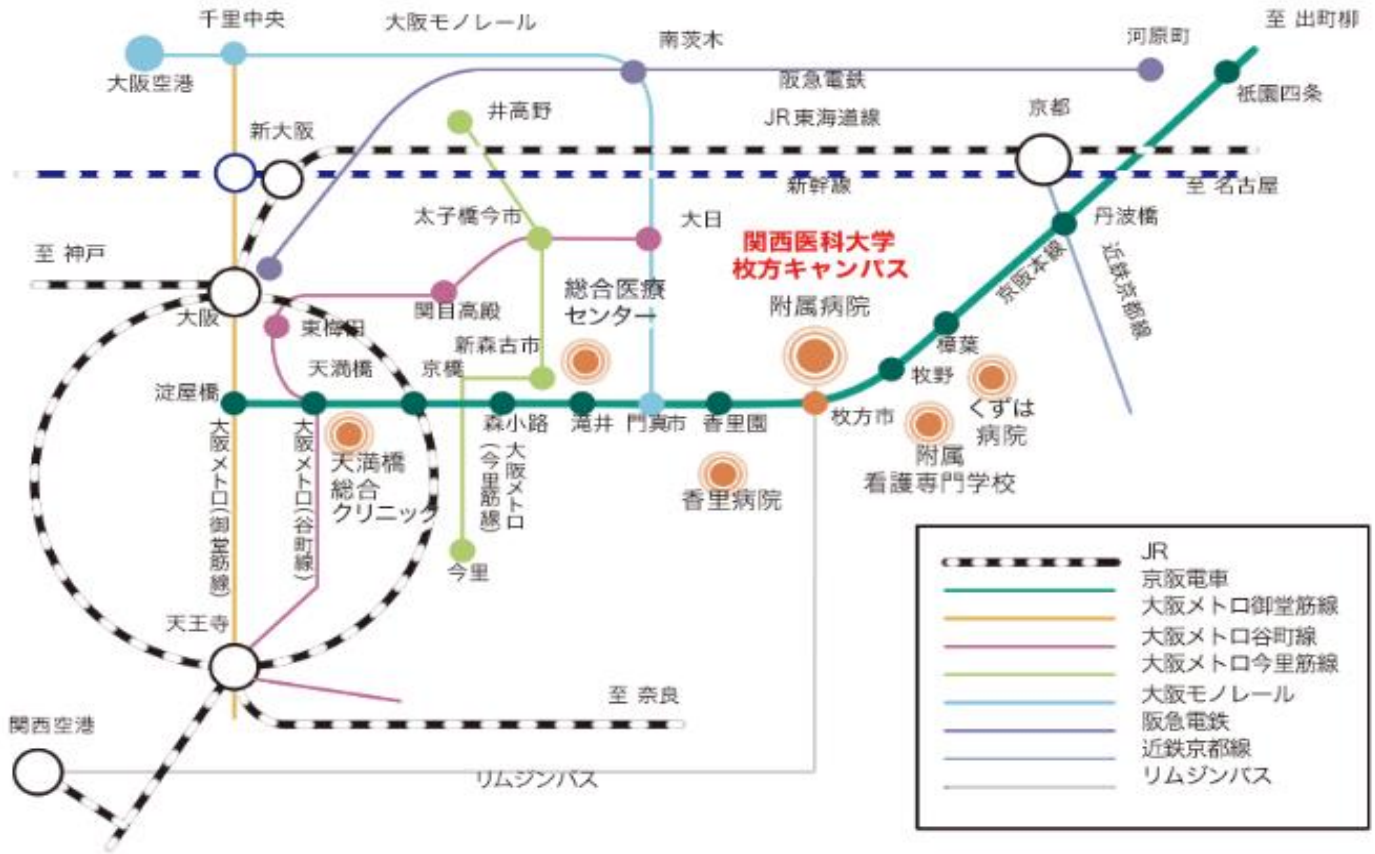 千里中央
大阪モノレール
南茨木
河原町
至 出町柳
大阪空港
阪急電鉄
祇園四条
井高野
京都
新大阪
JR東海道線
新幹線
至 名古屋
太子橋今市
大日
丹波橋
至 神戸
関西医科大学
枚方キャンパス
京阪本線
近鉄京都線
大阪
関目高殿
総合医療
センター
附属病院
東梅田
新森古市
樟葉
天満橋
京橋
牧野
淀屋橋
くずは
病院
森小路
滝井
門真市
香里園
枚方市
大阪メトロ(御堂筋線)
大阪メトロ(谷町線)
天満橋
総合
クリニック
大阪メトロ
(今里筋線)
香里病院
附属
看護専門学校
今里
天王寺
至 奈良
関西空港
リムジンバス
JR
京阪電車
大阪メトロ御堂筋線
大阪メトロ谷町線
大阪メトロ今里筋線
大阪モノレール
阪急電鉄
近鉄京都線
リムジンバス